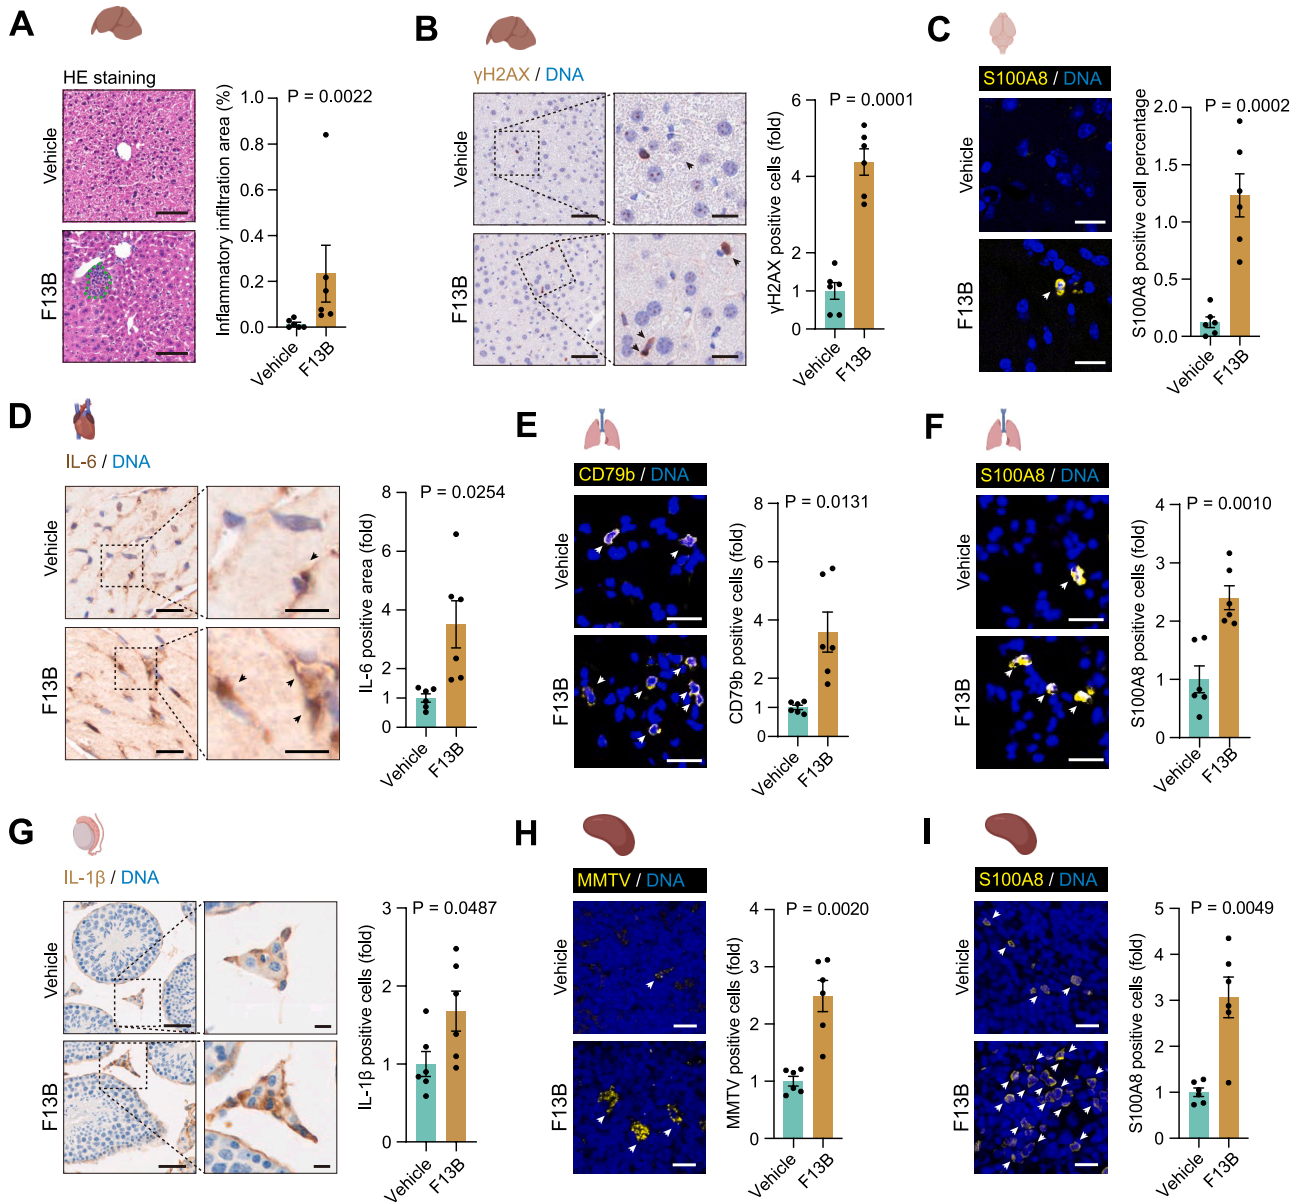 A
HE staining
Vehicle
F13B
Inflammatory infiltration area (%)
1.0
0.8
0.6
0.4
0.2
0.0
P = 0.0022
Vehicle
F13B
B
γH2AX / DNA
Vehicle
F13B
γH2AX positive cells (fold)
6
4
2
1
0
P = 0.0001
Vehicle
F13B
C
S100A8 / DNA
Vehicle
F13B
S100A8 positive cell percentage
2.0
1.5
1.0
0.5
0.0
P = 0.0002
Vehicle
F13B
D
IL-6 / DNA
Vehicle
F13B
IL-6 positive area (fold)
8
6
4
2
1
0
P = 0.0254
Vehicle
F13B
E
CD79b / DNA
Vehicle
F13B
CD79b positive cells (fold)
8
6
4
2
1
0
P = 0.0131
Vehicle
F13B
F
S100A8 / DNA
Vehicle
F13B
S100A8 positive cells (fold)
4
3
2
1
0
P = 0.0010
Vehicle
F13B
G
IL-1β / DNA
Vehicle
F13B
IL-1β positive cells (fold)
3
2
1
0
P = 0.0487
Vehicle
F13B
H
MMTV / DNA
Vehicle
F13B
MMTV positive cells (fold)
4
3
2
1
0
P = 0.0020
Vehicle
F13B
I
S100A8 / DNA
Vehicle
F13B
S100A8 positive cells (fold)
5
4
3
2
1
0
P = 0.0049
Vehicle
F13B